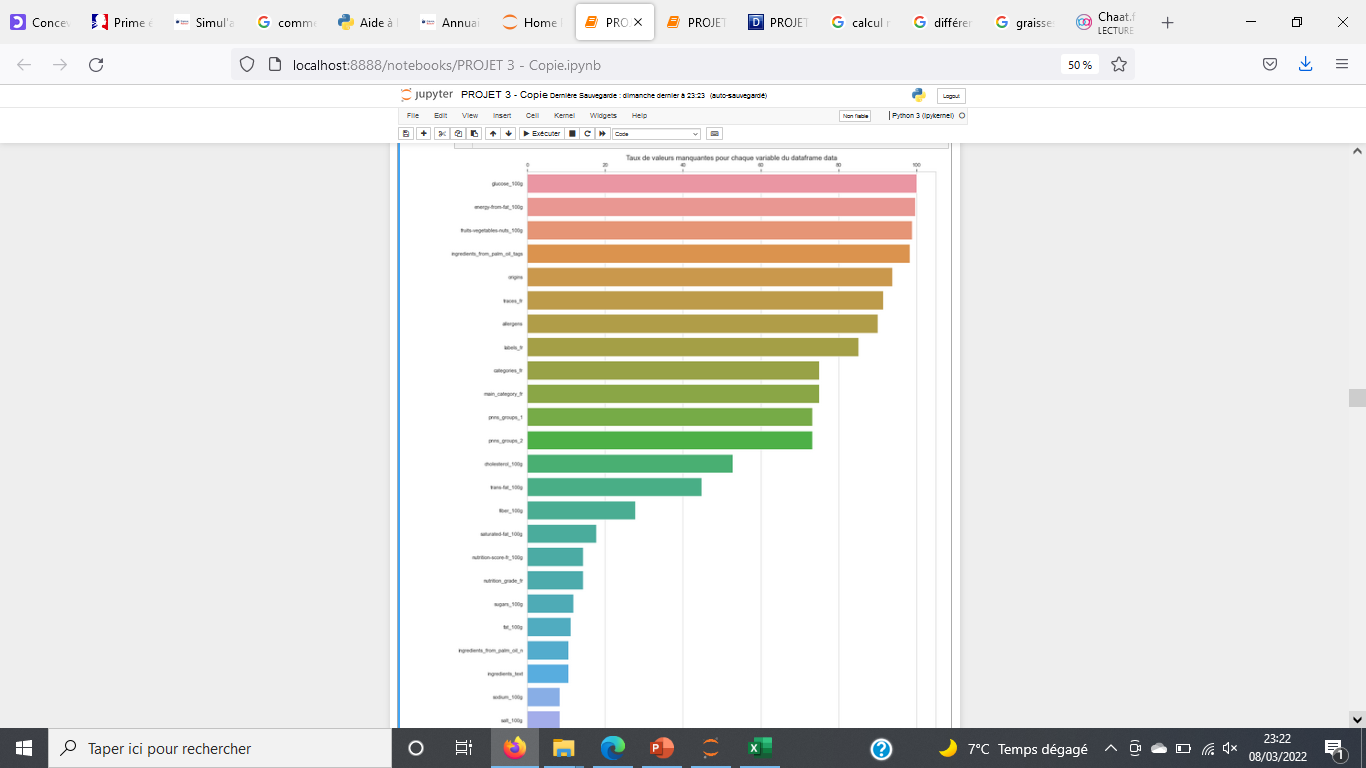 Conce
Prime é
Simul'a
comme
Aide à l
Annuai
Home
PRO
PROJET
PROJET
calcul r
différer
graisse
Chaat.f
LECTURE
localhost:8888/notebooks/PROJET 3 - Copie.ipynb
50 %
jupyter PROJET 3 - Copie Dernière Sauvegarde : dimanche dernier à 23:23 (auto-sauvegardé)
Logout
File Edit View Insert Cell Kernel Widgets Help
Non fiable
Python 3 (ipykernel)
Exécuter
Code
Taux de valeurs manquantes pour chaque variable du dataframe data
0 20 40 60 80 100
glucose_100g
energy-from-fat_100g
fruits-vegetables-nuts_100g
ingredients_from_palm_oil_tags
origins
traces_fr
allergens
labels_fr
categories_fr
main_category_fr
pnns_groups_1
pnns_groups_2
cholesterol_100g
trans-fat_100g
fiber_100g
saturated-fat_100g
nutrition-score-fr_100g
nutrition_grade_fr
sugars_100g
fat_100g
ingredients_from_palm_oil_n
ingredients_text
sodium_100g
salt_100g
Taper ici pour rechercher
7°C Temps dégagé
23:22
08/03/2022
1